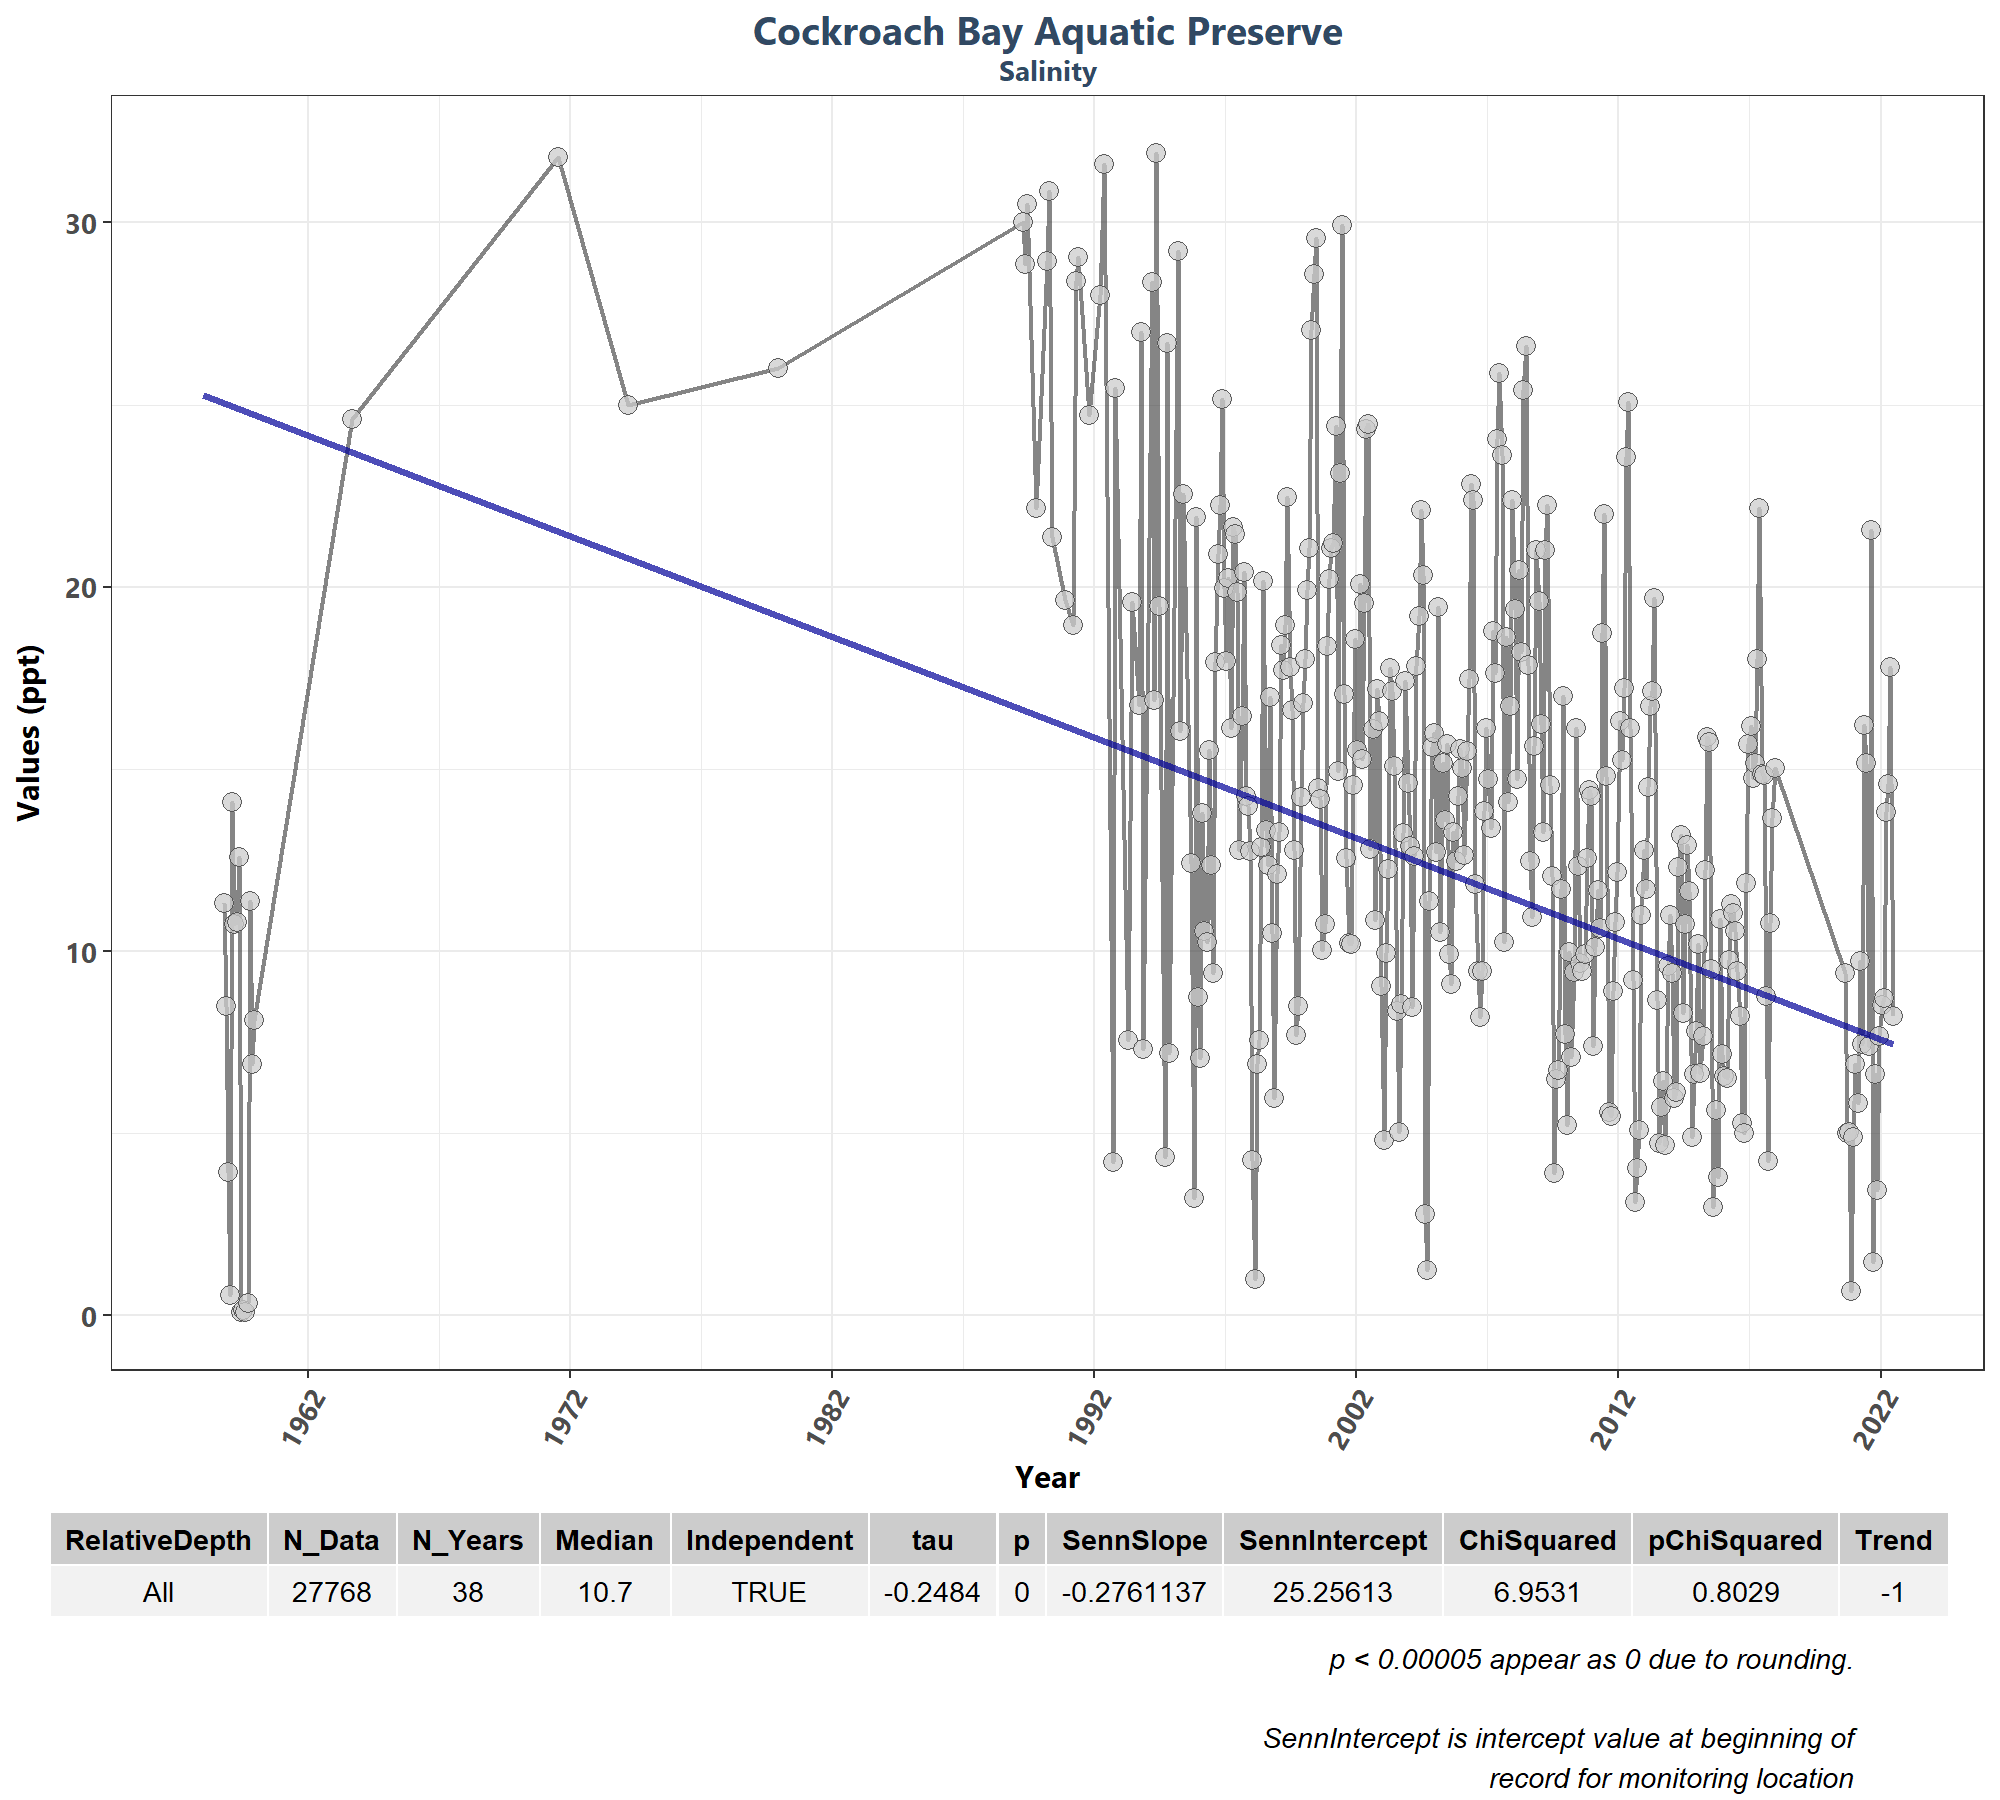 Cockroach Bay Aquatic Preserve
Salinity
Values (ppt)
30
20
10
0
1962 1972 1982 1992 2002 2012 2022
Year
RelativeDepth N_Data N_Years Median Independent tau p SennSlope SennIntercept ChiSquared pChiSquared Trend
All 27768 38 10.7 TRUE -0.2484 0 -0.2761137 25.25613 6.9531 0.8029 -1
p < 0.00005 appear as 0 due to rounding.
SennIntercept is intercept value at beginning of
record for monitoring location